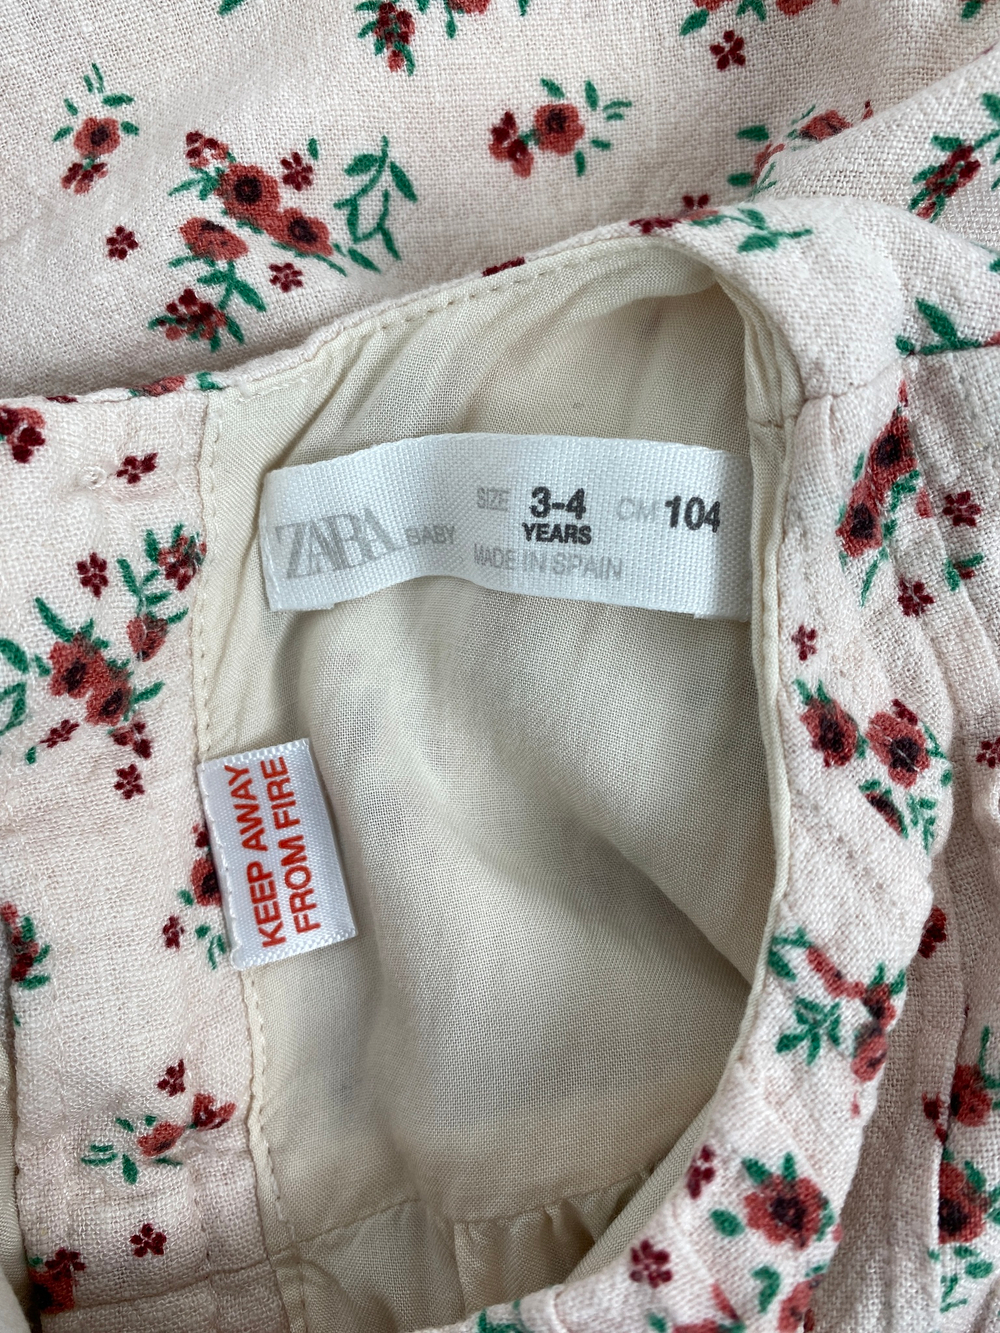 ZARA BABY
SIZE 3-4 YEARS
CM 104
MADE IN SPAIN
KEEP AWAY
FROM FIRE